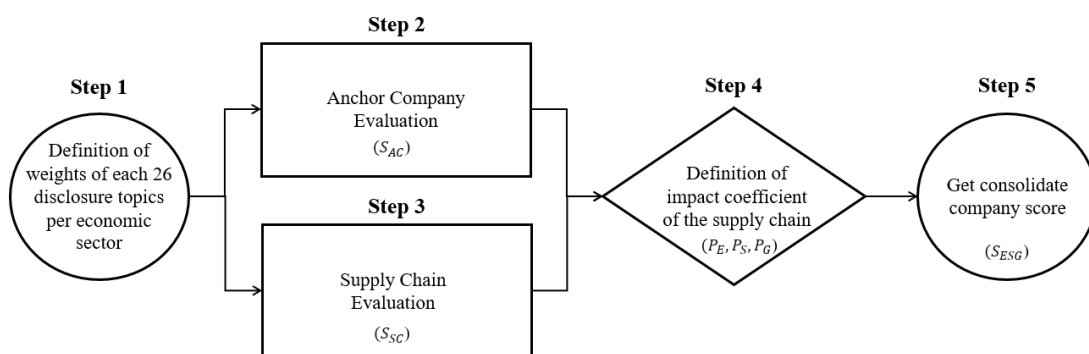 Step 1
Definition of
weights of each 26
disclosure topics
per economic
sector
Step 2
Anchor Company
Evaluation
(S_AC)
Step 3
Supply Chain
Evaluation
(S_SC)
Step 4
Definition of
impact coefficient
of the supply chain
(P_E, P_S, P_G)
Step 5
Get consolidate
company score
(S_ESG)